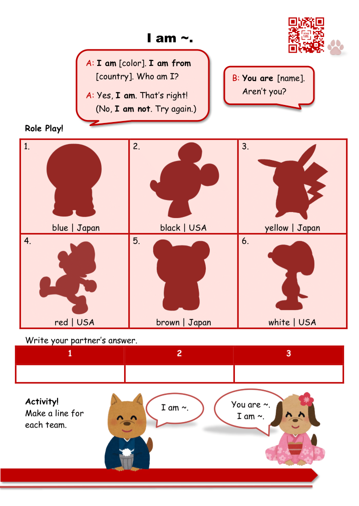 I am ~.
A: I am [color]. I am from
[country]. Who am I?
A: Yes, I am. That's right!
(No, I am not. Try again.)
B: You are [name].
Aren't you?
Role Play!
1.
blue | Japan
2.
black | USA
3.
yellow | Japan
4.
red | USA
5.
brown | Japan
6.
white | USA
Write your partner's answer.
1 2 3
Activity!
Make a line for
each team.
I am ~.
You are ~.
I am ~.